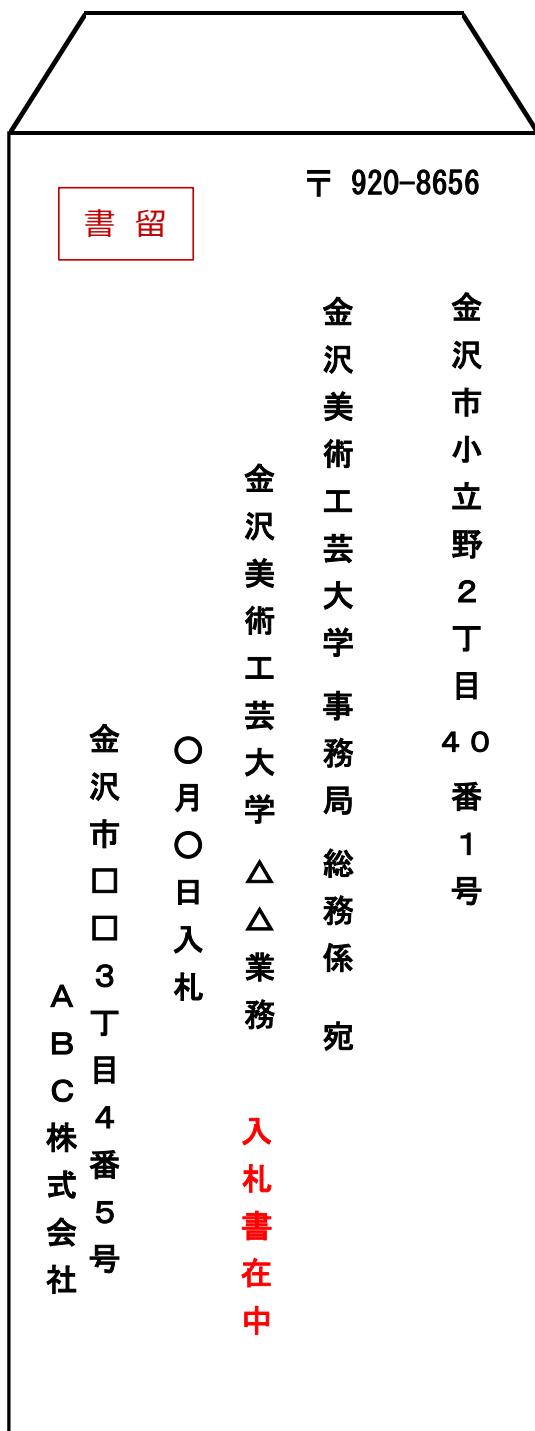 〒 920-8656
書 留
金沢市小立野２丁目４０番１号
金沢美術工芸大学 事務局 総務係 宛
金沢美術工芸大学 △△業務 入札書在中
〇月〇日入札
金沢市□□３丁目４番５号
ＡＢＣ株式会社